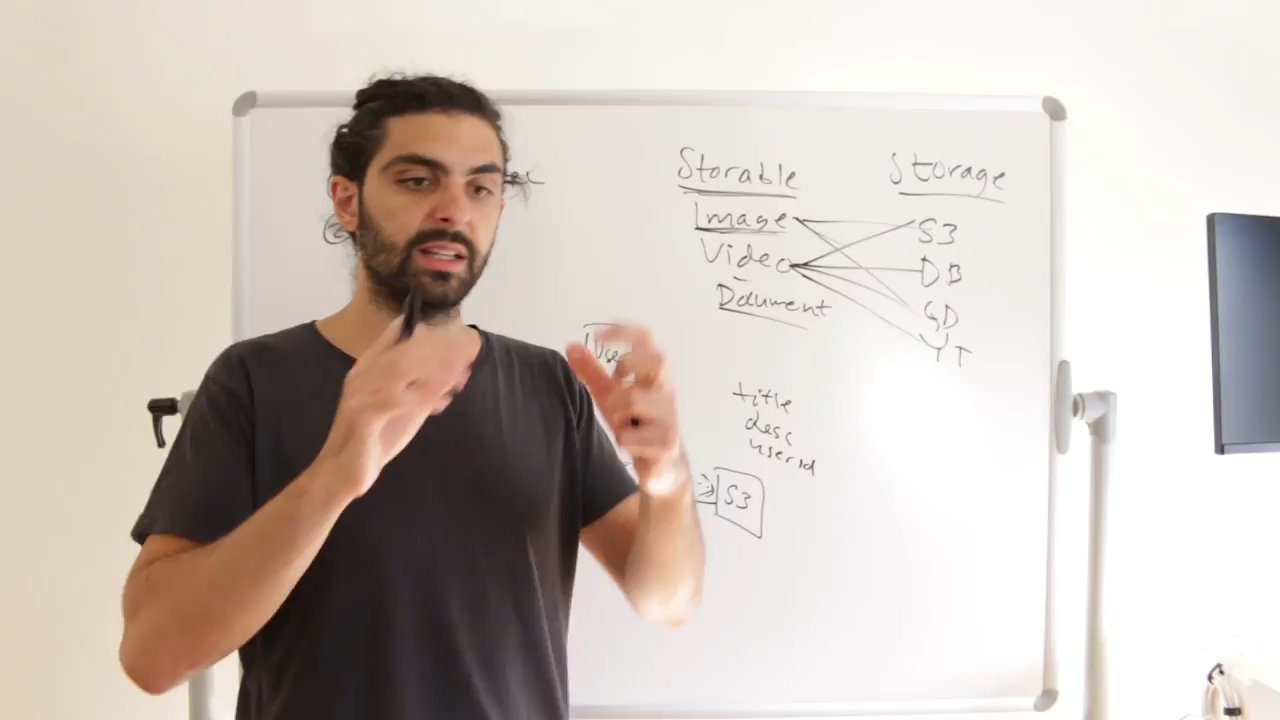 Storable
Storage
Image
Video
Document
S3
DB
GD
YT
title
desc
userId
S3